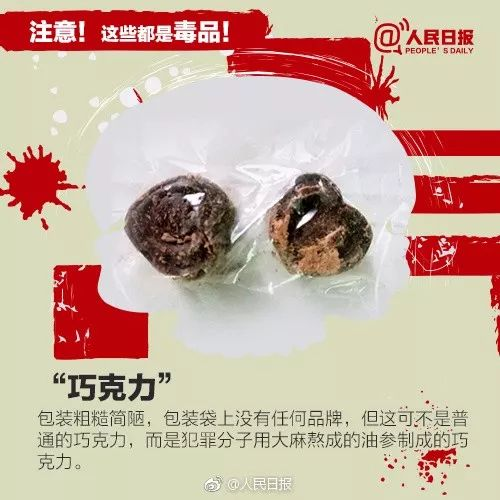 注意！这些都是毒品！
@人民日报
PEOPLE'S DAILY
“巧克力”
包装粗糙简陋，包装袋上没有任何品牌，但这可不是普
通的巧克力，而是犯罪分子用大麻熬成的油参制成的巧
克力。
@人民日报